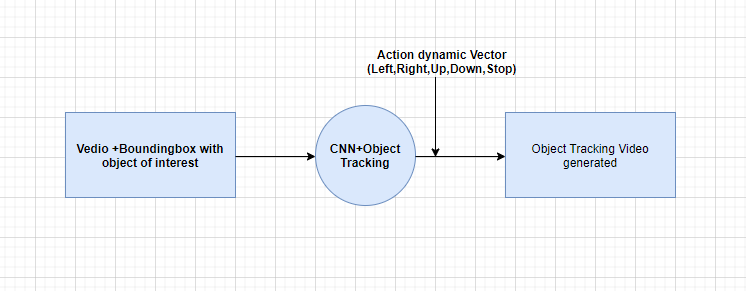 Action dynamic Vector
(Left,Right,Up,Down,Stop)
Vedio +Boundingbox with
object of interest
CNN+Object
Tracking
Object Tracking Video
generated